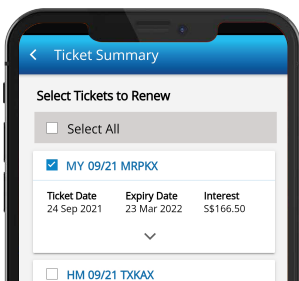 Ticket Summary
Select Tickets to Renew
Select All
MY 09/21 MRPKX
Ticket Date Expiry Date Interest
24 Sep 2021 23 Mar 2022 S$166.50
HM 09/21 TXKAX